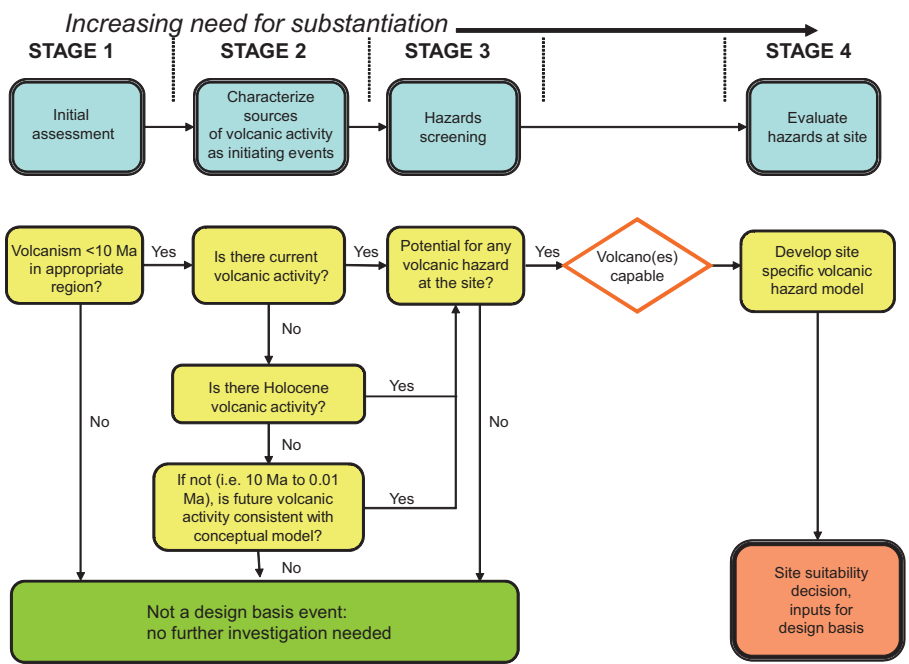 Increasing need for substantiation
STAGE 1
STAGE 2
STAGE 3
STAGE 4
Initial
assessment
Characterize
sources
of volcanic activity
as initiating events
Hazards
screening
Evaluate
hazards at site
Volcanism <10 Ma
in appropriate
region?
Yes
Is there current
volcanic activity?
Yes
Potential for any
volcanic hazard
at the site?
Yes
Volcano(es)
capable
Develop site
specific volcanic
hazard model
No
Is there Holocene
volcanic activity?
Yes
No
No
No
If not (i.e. 10 Ma to 0.01
Ma), is future volcanic
activity consistent with
conceptual model?
Yes
No
Not a design basis event:
no further investigation needed
Site suitability
decision,
inputs for
design basis